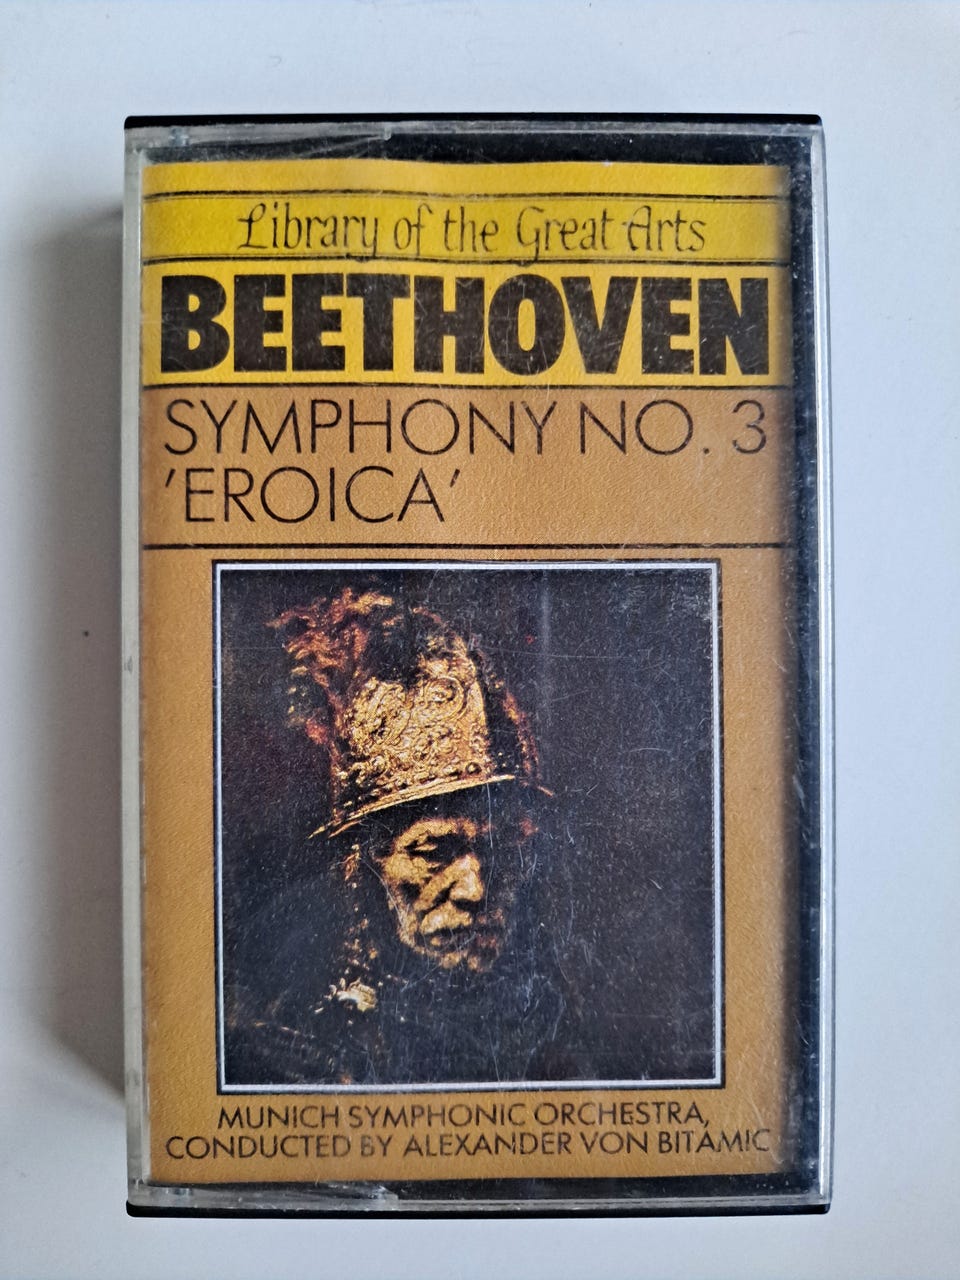 Library of the Great Arts
BEETHOVEN
SYMPHONY NO. 3
'EROICA'
MUNICH SYMPHONIC ORCHESTRA,
CONDUCTED BY ALEXANDER VON BITAMIC